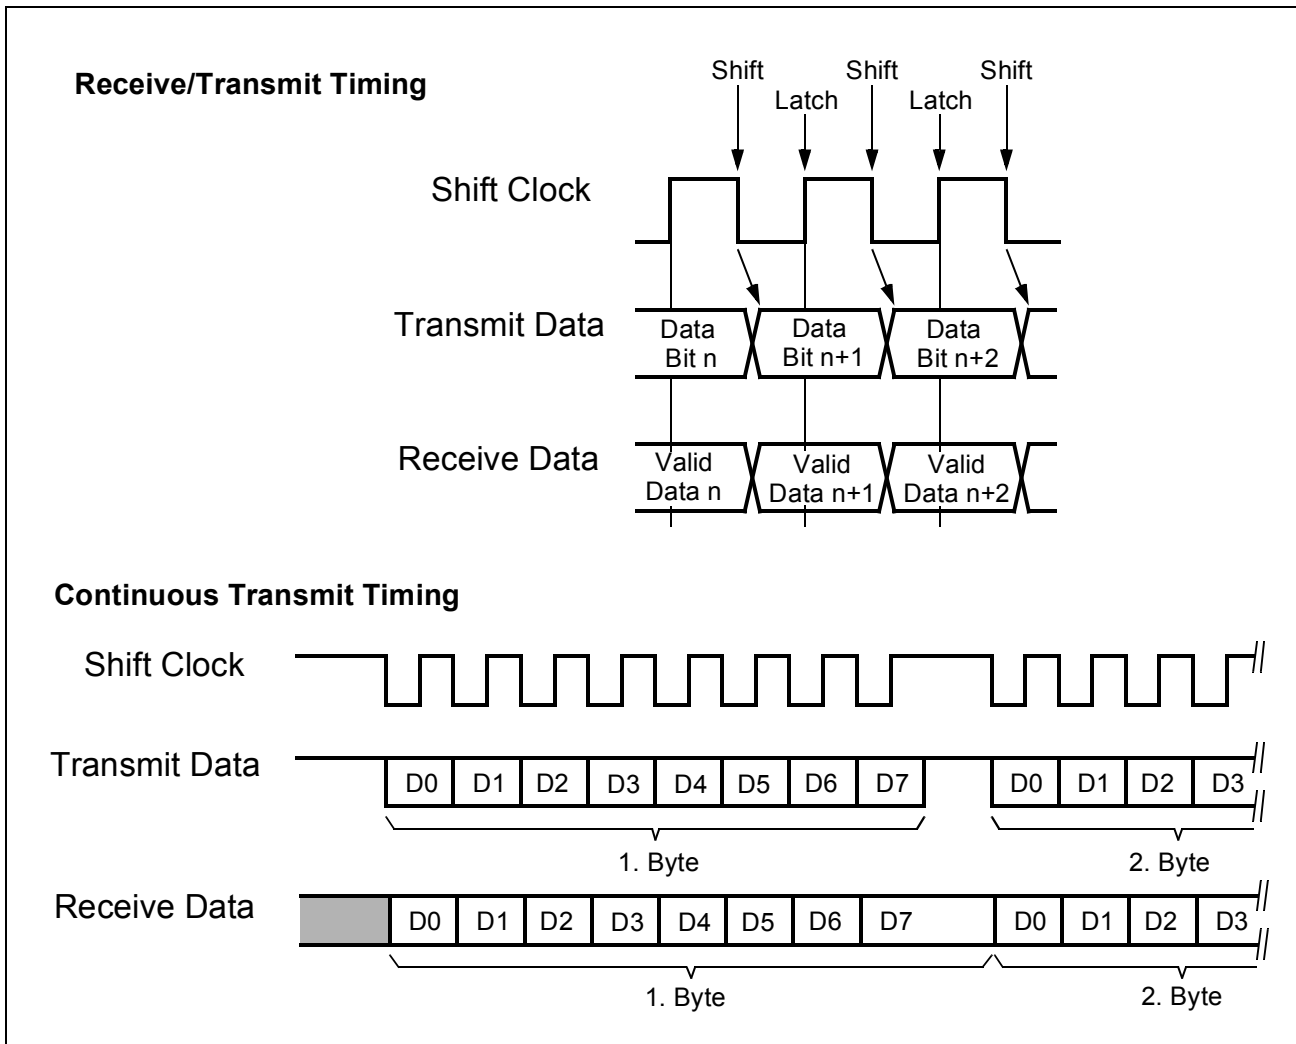 Receive/Transmit Timing
Shift Shift Shift
Latch Latch
Shift Clock
Transmit Data
Data Bit n
Data Bit n+1
Data Bit n+2
Receive Data
Valid Data n
Valid Data n+1
Valid Data n+2
Continuous Transmit Timing
Shift Clock
Transmit Data D0 D1 D2 D3 D4 D5 D6 D7 D0 D1 D2 D3
1. Byte 2. Byte
Receive Data D0 D1 D2 D3 D4 D5 D6 D7 D0 D1 D2 D3
1. Byte 2. Byte